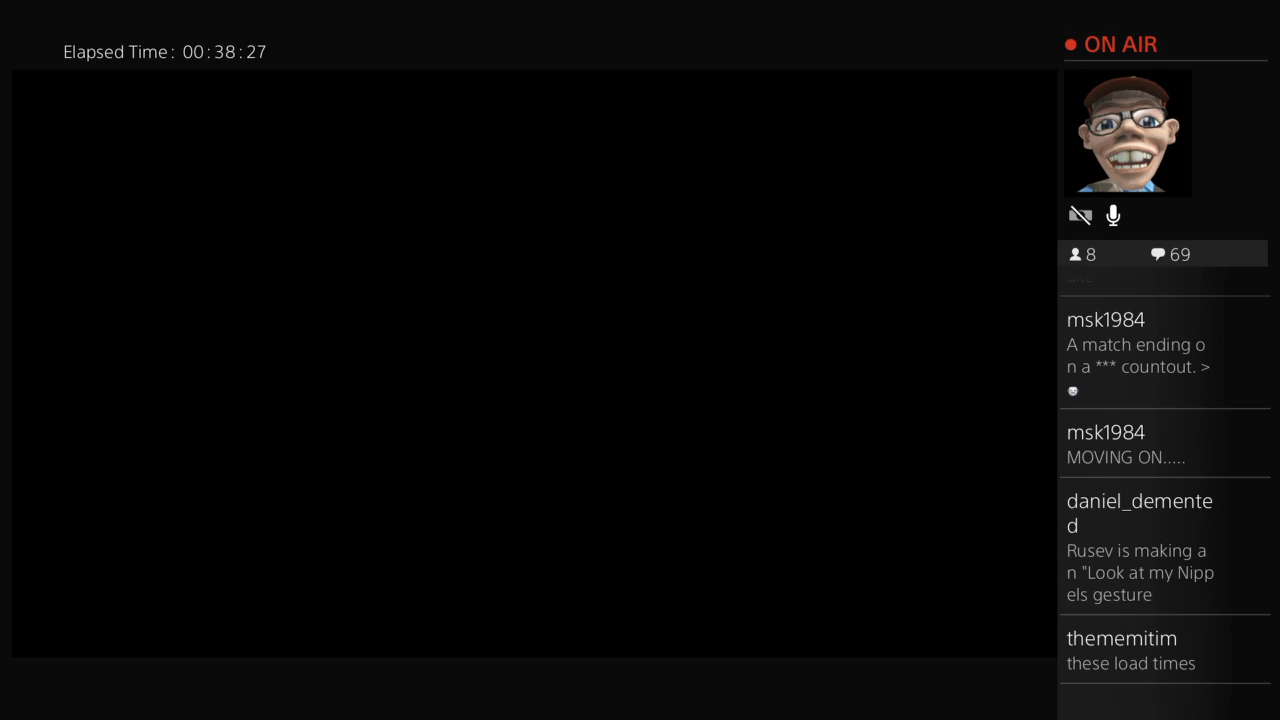 Elapsed Time: 00:38:27
ON AIR
8 69
msk1984
A match ending o
n a *** countout. >
msk1984
MOVING ON.....
daniel_demente
d
Rusev is making a
n "Look at my Nipp
els gesture
thememitim
these load times